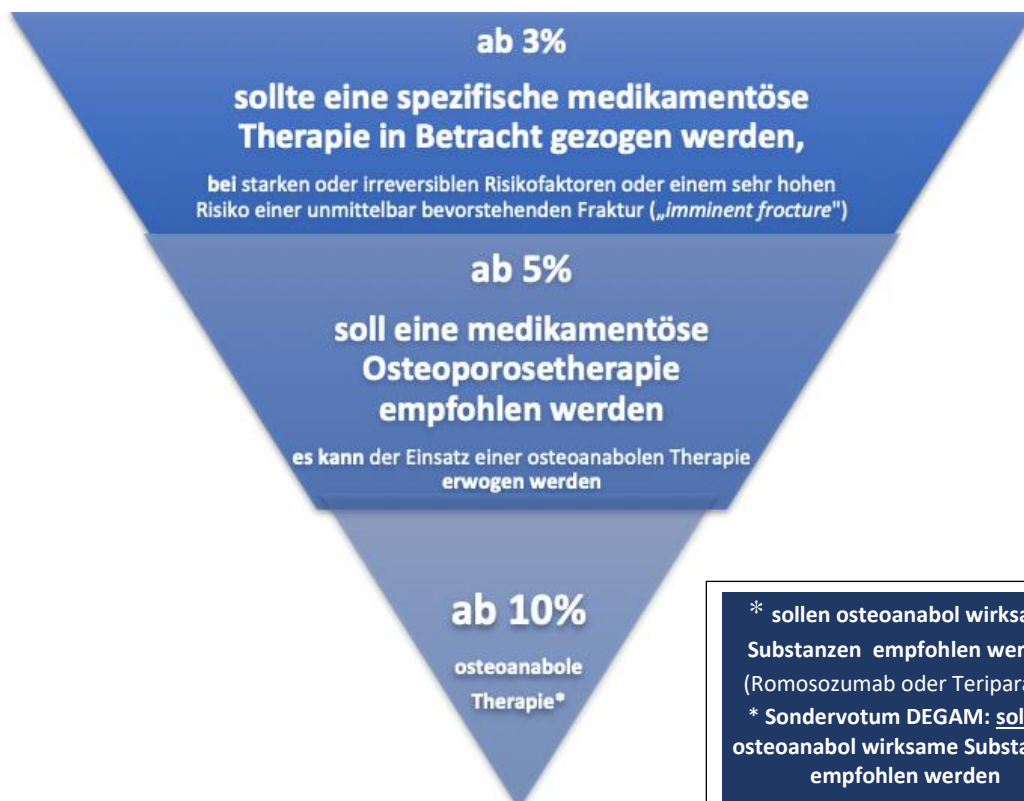 ab 3%
sollte eine spezifische medikamentöse
Therapie in Betracht gezogen werden,
bei starken oder irreversiblen Risikofaktoren oder einem sehr hohen
Risiko einer unmittelbar bevorstehenden Fraktur („imminent frocture")
ab 5%
soll eine medikamentöse
Osteoporosetherapie
empfohlen werden
es kann der Einsatz einer osteoanabolen Therapie
erwogen werden
ab 10%
osteoanabole
Therapie*
* sollen osteoanabol
Substanzen empfohlen
(Romosozumab oder
* Sondervotum DEGAM:
osteoanabol wirksame
empfohlen werden